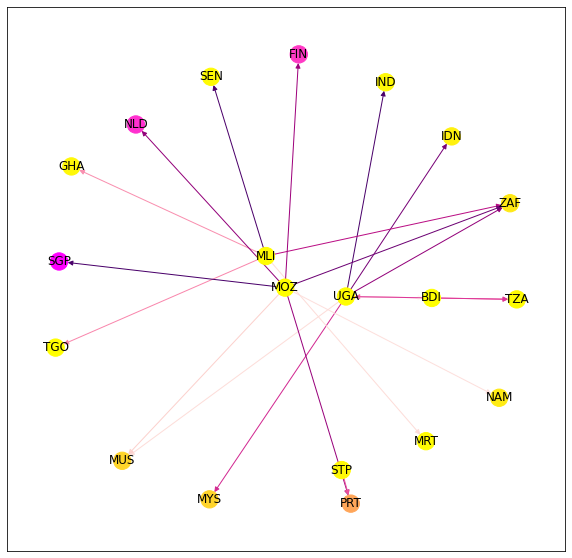 FIN
SEN
IND
NLD
IDN
GHA
ZAF
MLI
SGP
MOZ
UGA
BDI
TZA
TGO
NAM
MRT
MUS
STP
MYS
PRT